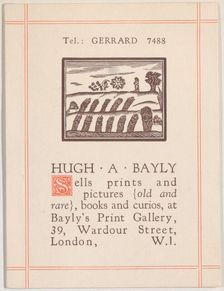 Tel.: GERRARD 7488
HUGH · A · BAYLY
Sells prints and
pictures {old and
rare}, books and curios, at
Bayly's Print Gallery,
39, Wardour Street,
London, W.1.